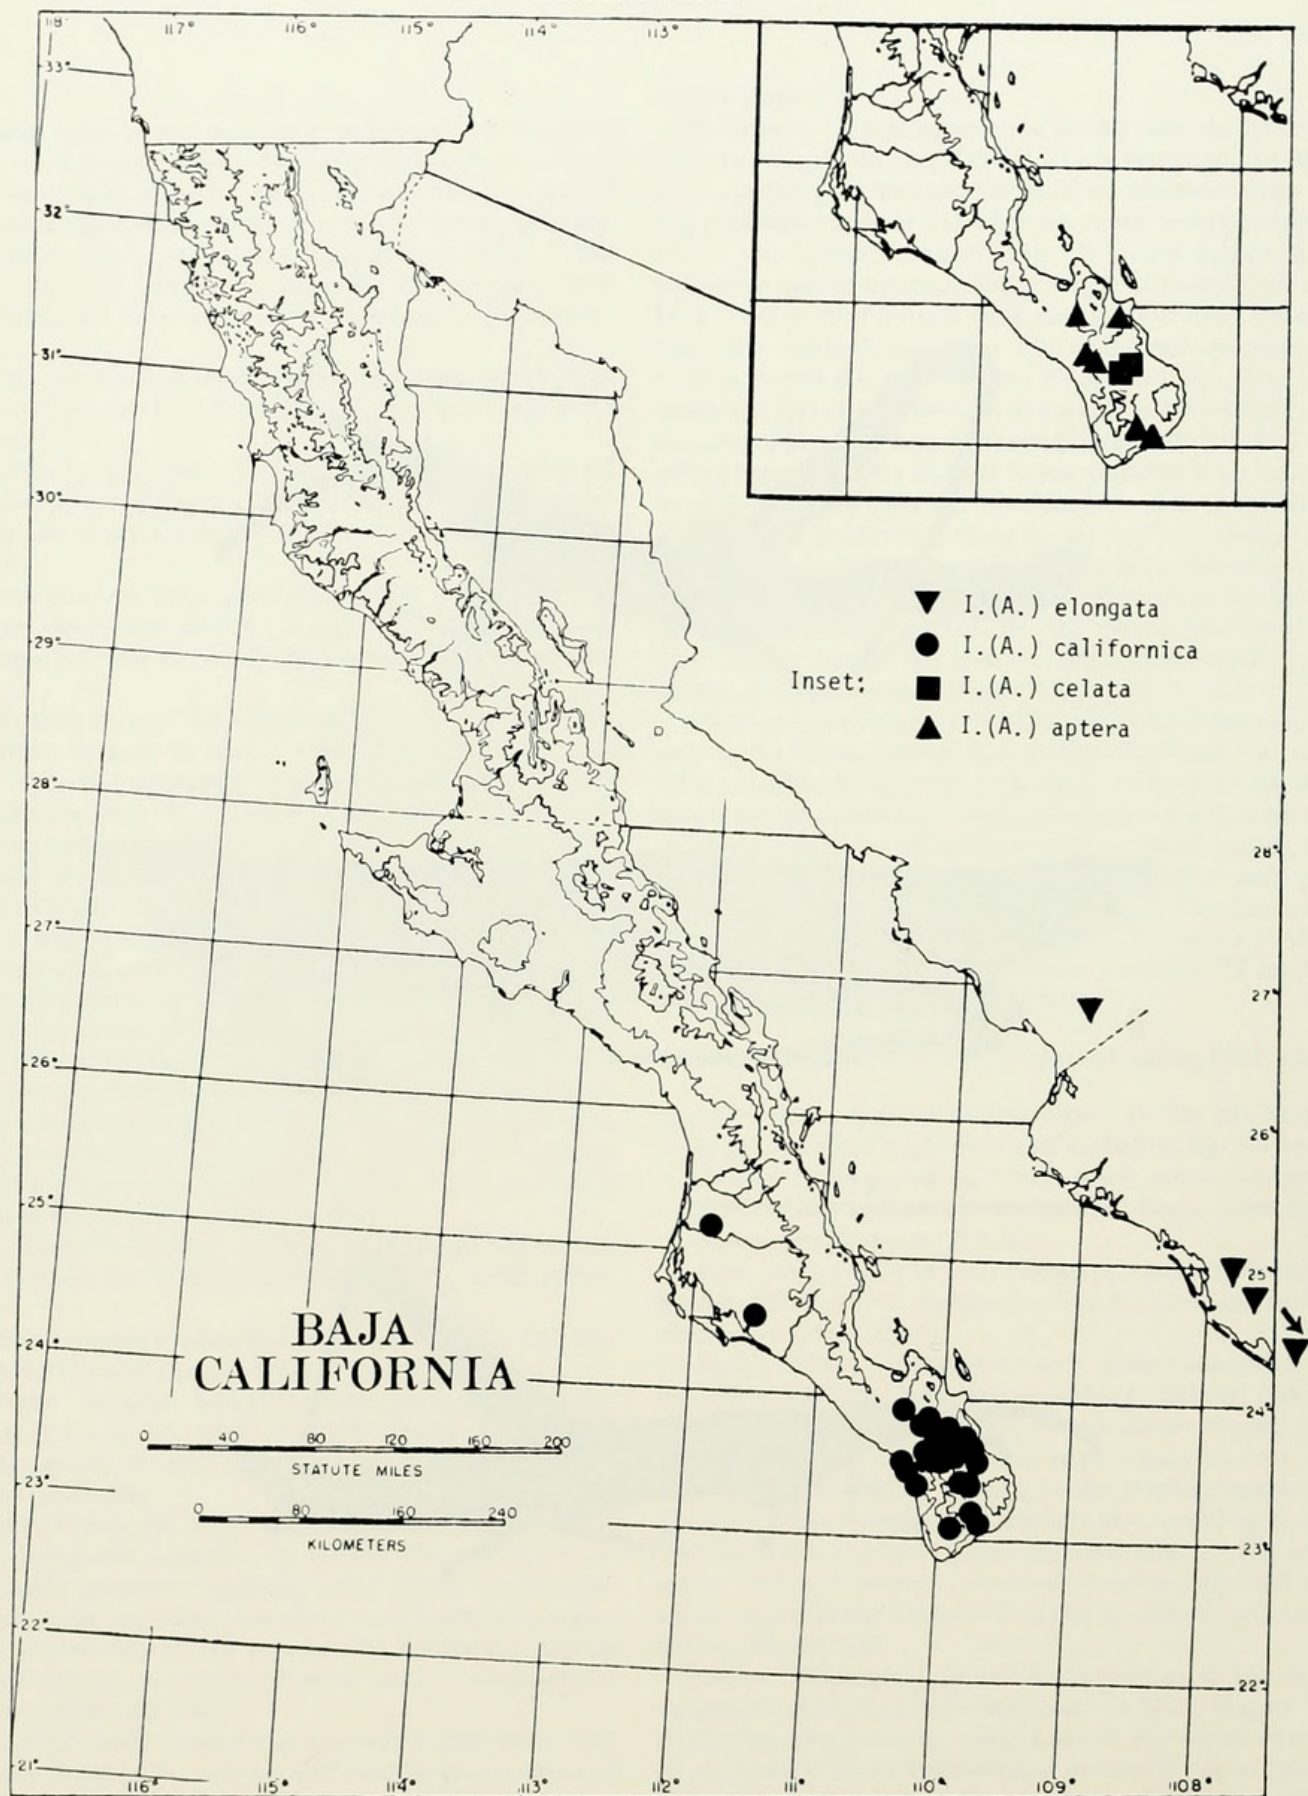 118° 117° 116° 115° 114° 113°
33°
32°
31°
30°
29°
28°
27°
26°
25°
24°
23°
22°
21°
I.(A.) elongata
I.(A.) californica
Inset: I.(A.) celata
I.(A.) aptera
28°
27°
26°
25°
24°
23°
22°
BAJA
CALIFORNIA
0 40 80 120 160 200
STATUTE MILES
0 80 160 240
KILOMETERS
116° 115° 114° 113° 112° 111° 110° 109° 108°